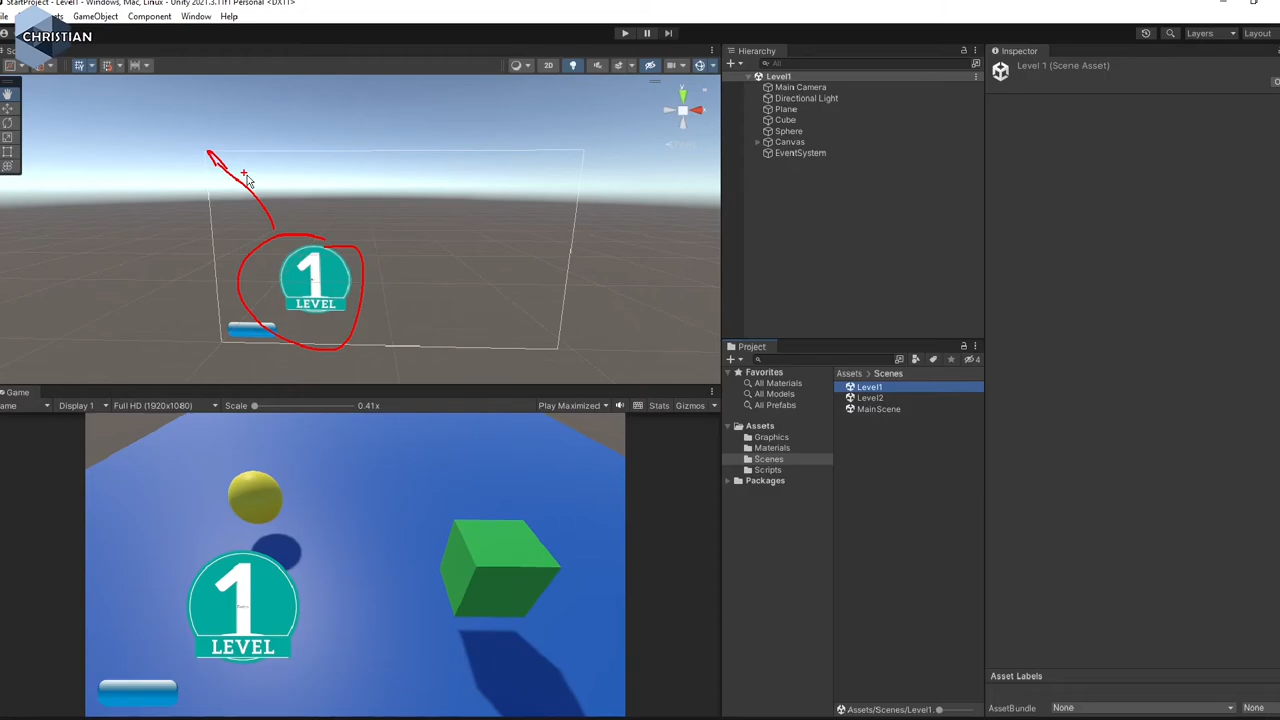 StartProject - Level1 - Windows, Mac, Linux - Unity 2021.3.11f1 Personal <DX11>
GameObject Component Window Help
CHRISTIAN
Layers Layout
2D
y
Hierarchy
All
Level1
Main Camera
Directional Light
Plane
Cube
Sphere
Canvas
EventSystem
Inspector
Level 1 (Scene Asset)
1
LEVEL
Game
Display 1 Full HD (1920x1080) Scale 0.41x Play Maximized Stats Gizmos
1
LEVEL
Project
4
Favorites
All Materials
All Models
All Prefabs
Assets
Graphics
Materials
Scenes
Scripts
Packages
Assets > Scenes
Level1
Level2
MainScene
Assets/Scenes/Level1.
Asset Labels
AssetBundle None None